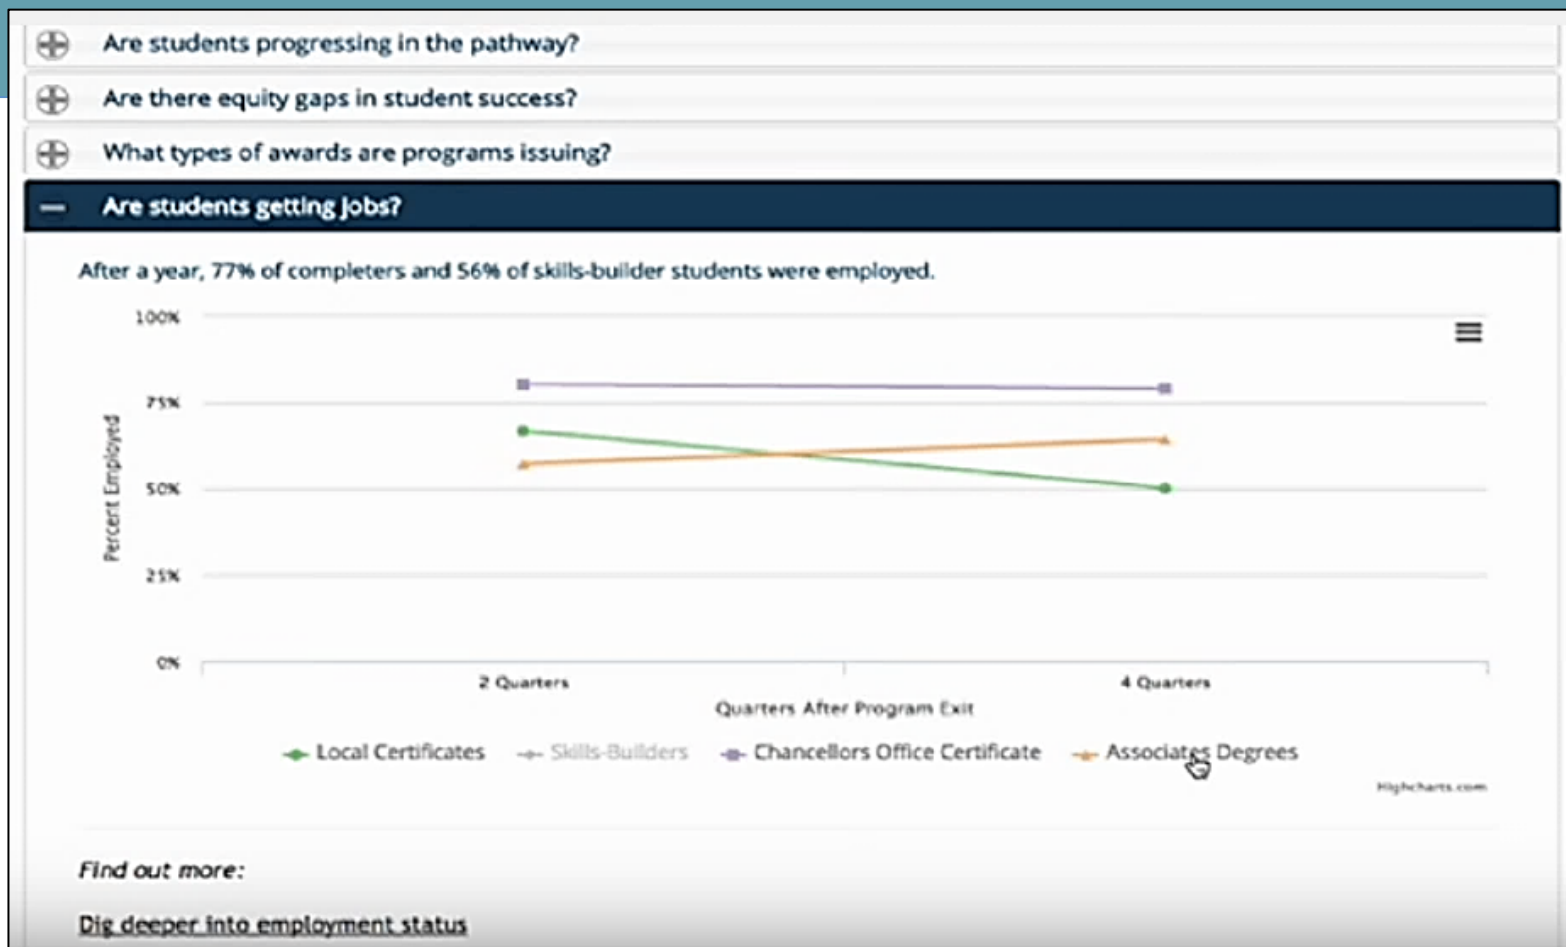 Are students progressing in the pathway?
Are there equity gaps in student success?
What types of awards are programs issuing?
Are students getting jobs?
After a year, 77% of completers and 56% of skills-builder students were employed.
100%
75%
50%
25%
0%
Percent Employed
2 Quarters 4 Quarters
Quarters After Program Exit
Local Certificates Skills-Builders Chancellors Office Certificate Associates Degrees
Highcharts.com
Find out more:
Dig deeper into employment status